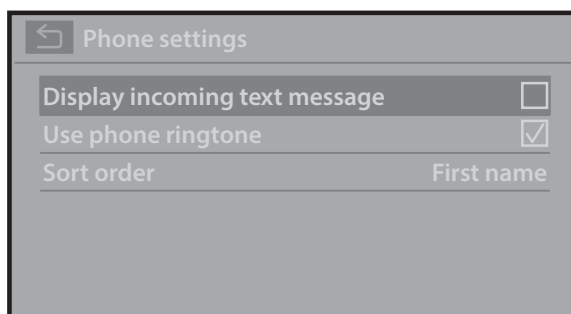 Phone settings
Display incoming text message
Use phone ringtone
Sort order First name